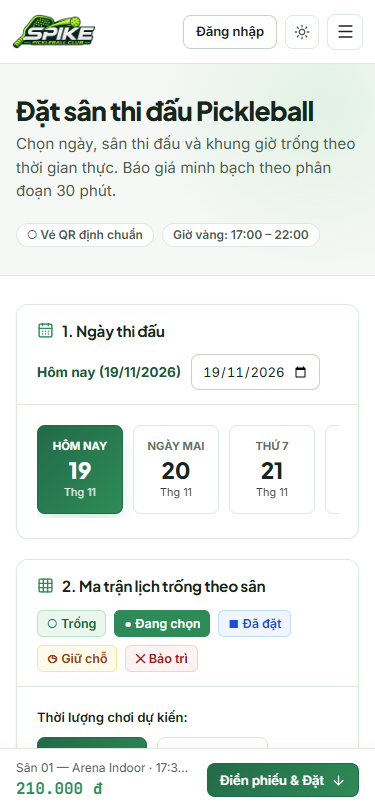 SPIKE
PICKLEBALL CLUB
Đăng nhập
Đặt sân thi đấu Pickleball
Chọn ngày, sân thi đấu và khung giờ trống theo
thời gian thực. Báo giá minh bạch theo phân
đoạn 30 phút.
Vé QR định chuẩn
Giờ vàng: 17:00 – 22:00
1. Ngày thi đấu
Hôm nay (19/11/2026)
19/11/2026
HÔM NAY
19
Thg 11
NGÀY MAI
20
Thg 11
THỨ 7
21
Thg 11
2. Ma trận lịch trống theo sân
Trống
Đang chọn
Đã đặt
Giữ chỗ
Bảo trì
Thời lượng chơi dự kiến:
Sân 01 — Arena Indoor · 17:3...
210.000 đ
Điền phiếu & Đặt ↓